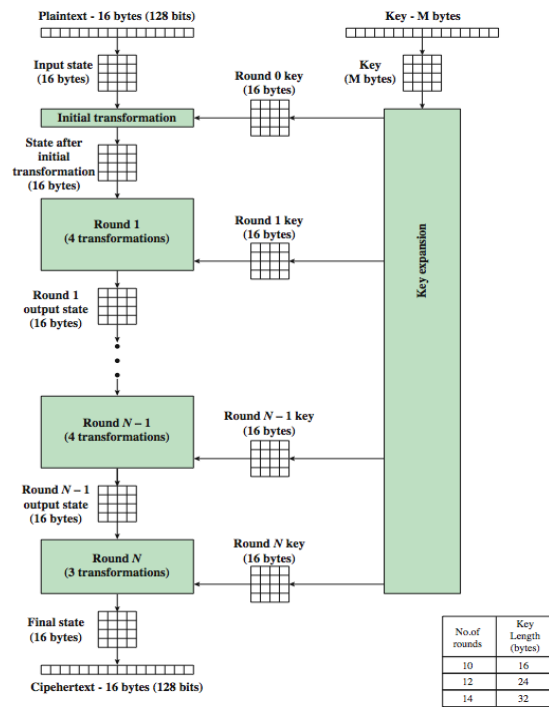 Plaintext - 16 bytes (128 bits)
Key - M bytes
Input state
(16 bytes)
Round 0 key
(16 bytes)
Key
(M bytes)
Initial transformation
State after
initial
transformation
(16 bytes)
Round 1
(4 transformations)
Round 1 key
(16 bytes)
Key expansion
Round 1
output state
(16 bytes)
Round N – 1
(4 transformations)
Round N – 1 key
(16 bytes)
Round N – 1
output state
(16 bytes)
Round N
(3 transformations)
Round N key
(16 bytes)
Final state
(16 bytes)
Cipehertext - 16 bytes (128 bits)
No.of
rounds
Key
Length
(bytes)
10 16
12 24
14 32